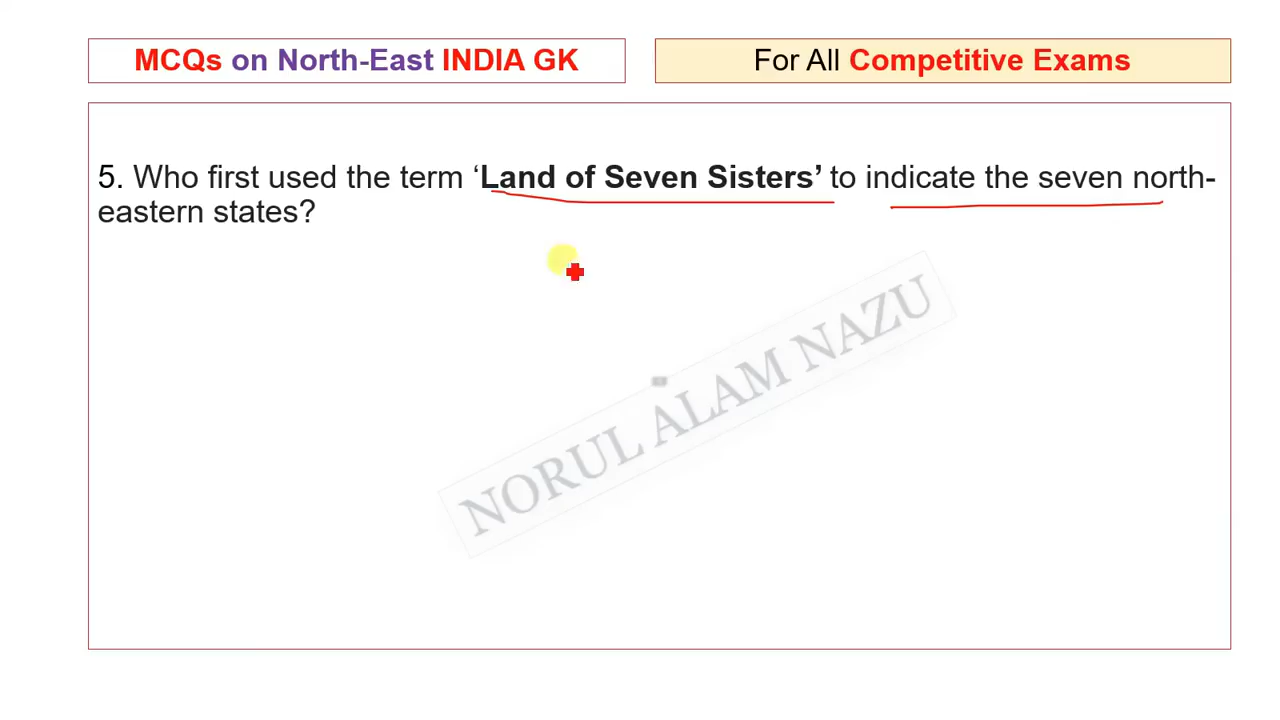 MCQs on North-East INDIA GK
For All Competitive Exams
5. Who first used the term ‘Land of Seven Sisters’ to indicate the seven north-
eastern states?
NORUL ALAM NAZU